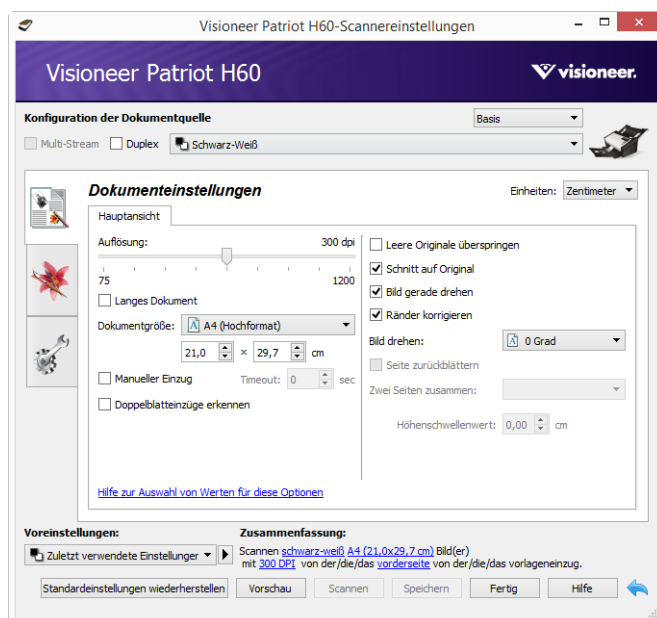 Visioneer Patriot H60-Scannereinstellungen
Visioneer Patriot H60
visioneer.
Konfiguration der Dokumentquelle
Basis
Multi-Stream
Duplex
Schwarz-Weiß
Dokumenteinstellungen
Einheiten: Zentimeter
Hauptansicht
Auflösung: 300 dpi
75 1200
Langes Dokument
Dokumentgröße: A4 (Hochformat)
21,0 × 29,7 cm
Manueller Einzug Timeout: 0 sec
Doppelblatteinzüge erkennen
Hilfe zur Auswahl von Werten für diese Optionen
Leere Originale überspringen
Schnitt auf Original
Bild gerade drehen
Ränder korrigieren
Bild drehen: 0 Grad
Seite zurückblättern
Zwei Seiten zusammen:
Höhenschwellenwert: 0,00 cm
Voreinstellungen:
Zuletzt verwendete Einstellunger
Zusammenfassung:
Scannen schwarz-weiß A4 (21,0x29,7 cm) Bild(er)
mit 300 DPI von der/die/das vorderseite von der/die/das vorlageneinzug.
Standardeinstellungen wiederherstellen
Vorschau
Scannen
Speichern
Fertig
Hilfe